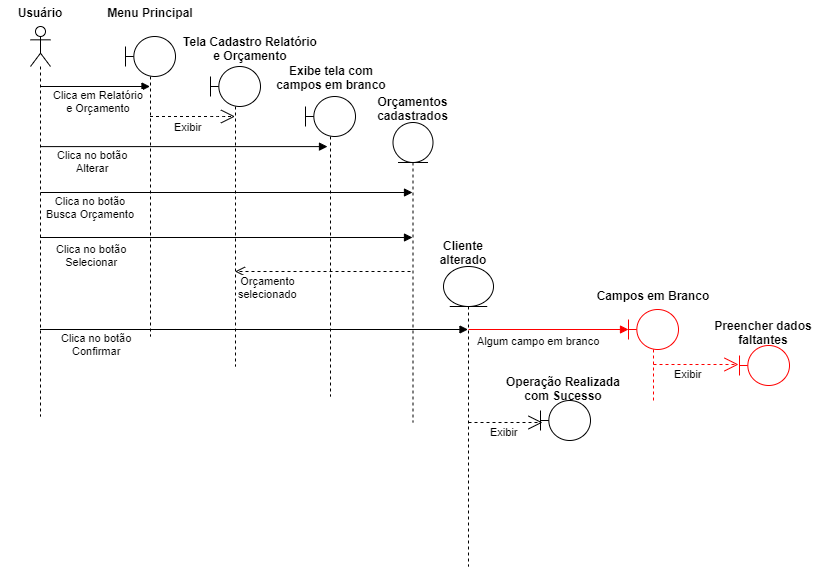 Usuário
Menu Principal
Tela Cadastro Relatório
e Orçamento
Exibe tela com
campos em branco
Orçamentos
cadastrados
Clica em Relatório
e Orçamento
Exibir
Clica no botão
Alterar
Clica no botão
Busca Orçamento
Clica no botão
Selecionar
Cliente
alterado
Orçamento
selecionado
Campos em Branco
Preencher dados
faltantes
Clica no botão
Confirmar
Algum campo em branco
Exibir
Operação Realizada
com Sucesso
Exibir